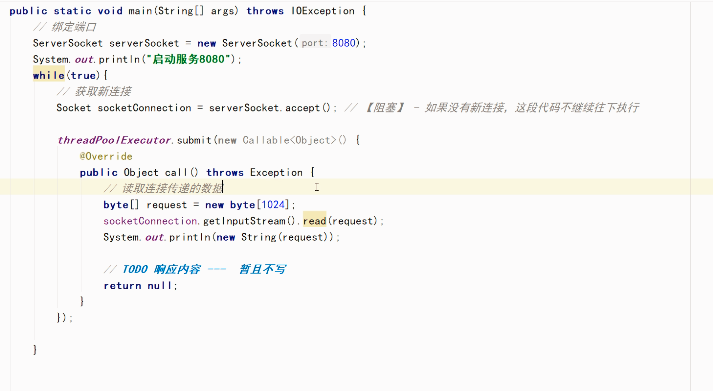 public static void main(String[] args) throws IOException {
// 绑定端口
ServerSocket serverSocket = new ServerSocket( port: 8080);
System.out.println("启动服务8080");
while(true){
// 获取新连接
Socket socketConnection = serverSocket.accept(); // 【阻塞】 - 如果没有新连接，这段代码不继续往下执行
threadPoolExecutor.submit(new Callable<Object>() {
@Override
public Object call() throws Exception {
// 读取连接传递的数据
byte[] request = new byte[1024];
socketConnection.getInputStream().read(request);
System.out.println(new String(request));
// TODO 响应内容 --- 暂且不写
return null;
}
});
}